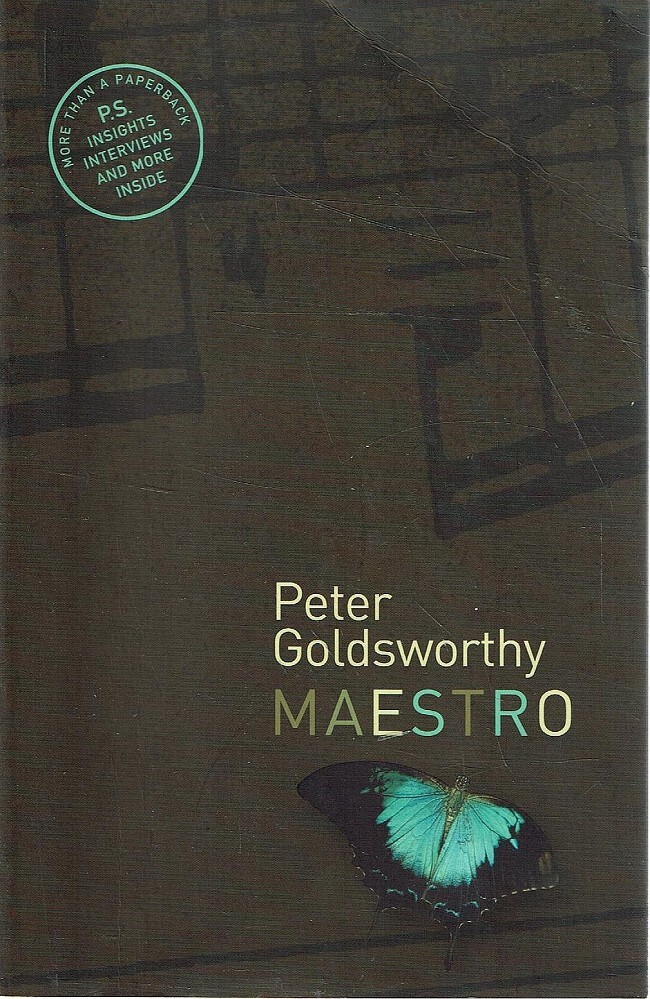 MORE THAN A PAPERBACK
P.S.
INSIGHTS
INTERVIEWS
AND MORE
INSIDE
Peter
Goldsworthy
MAESTRO